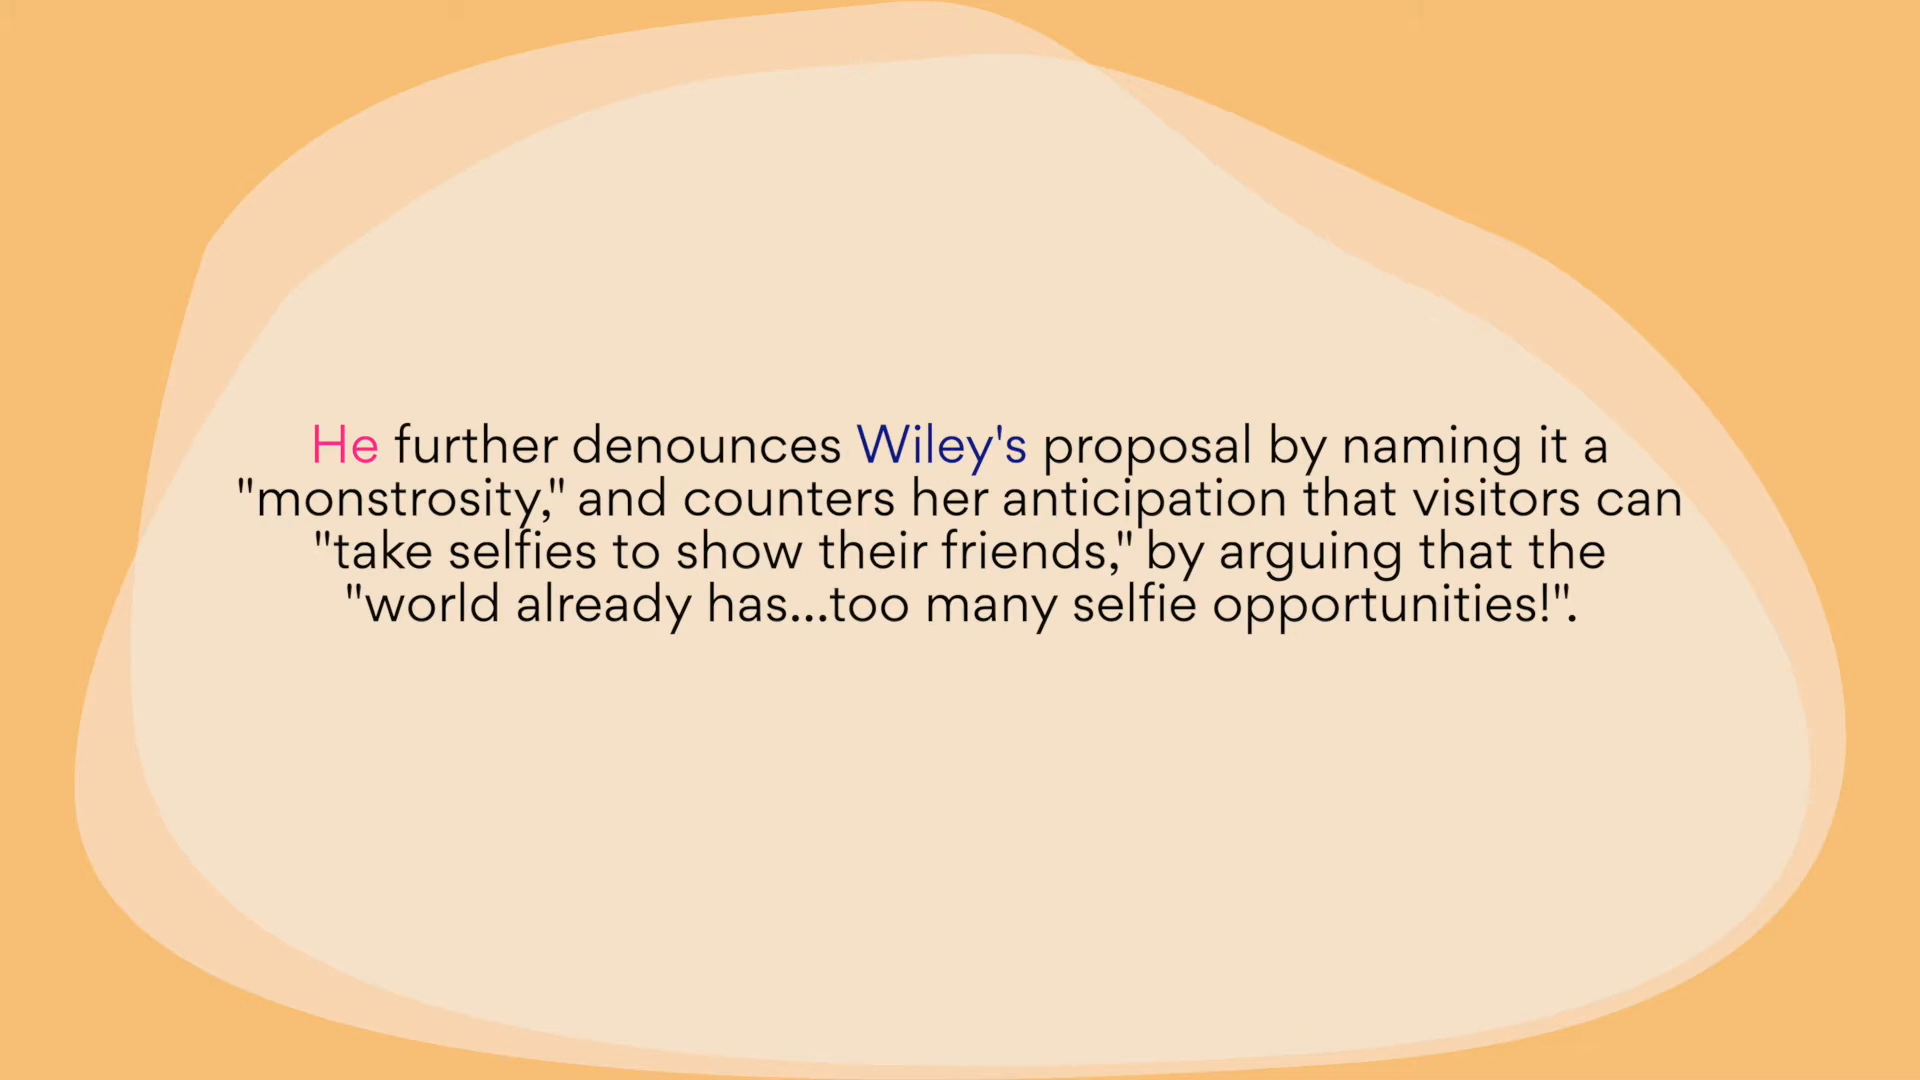 He further denounces Wiley's proposal by naming it a
"monstrosity," and counters her anticipation that visitors can
"take selfies to show their friends," by arguing that the
"world already has...too many selfie opportunities!".